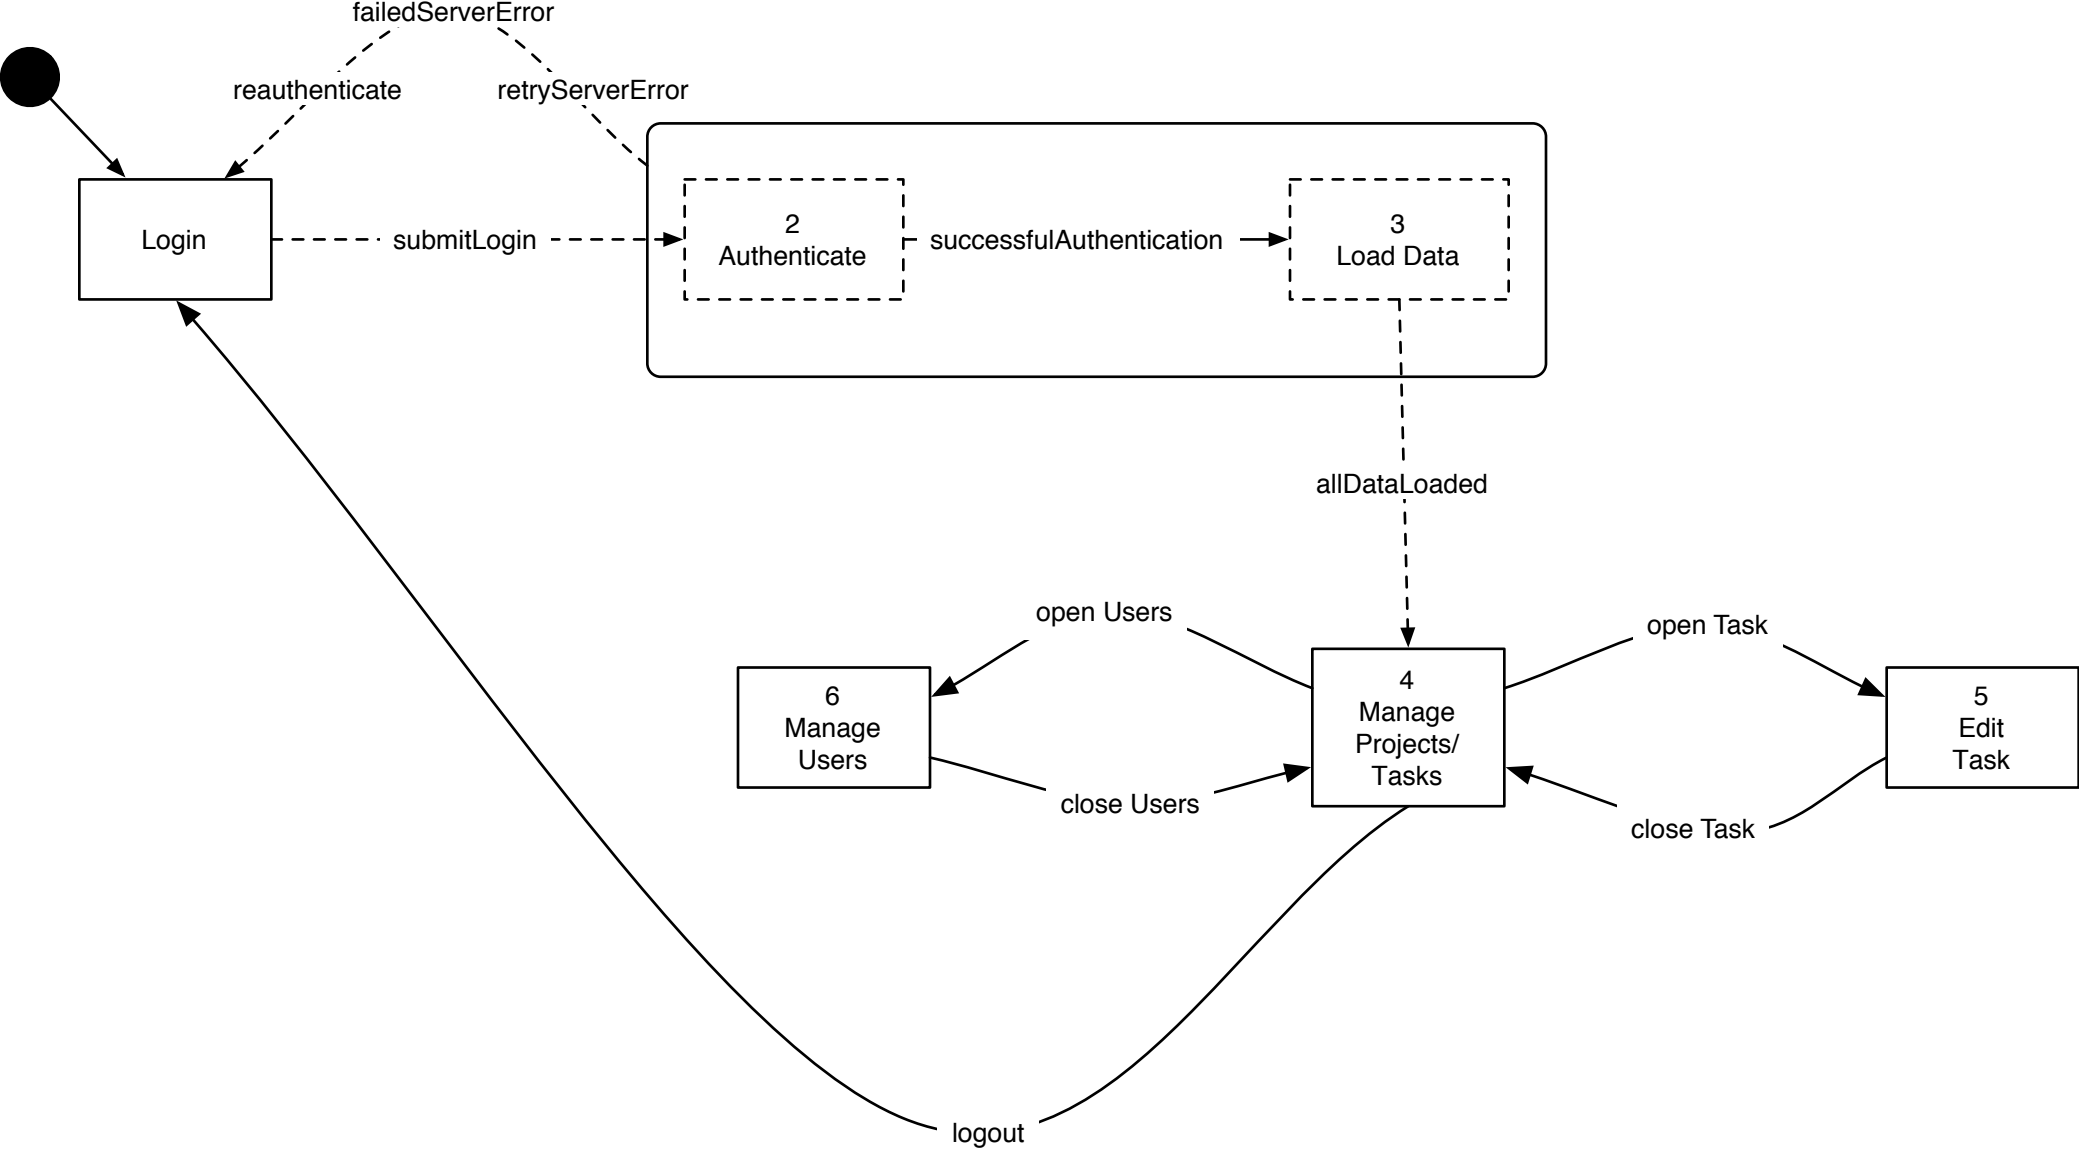 failedServerError
reauthenticate
retryServerError
Login
submitLogin
2
Authenticate
successfulAuthentication
3
Load Data
allDataLoaded
open Users
open Task
6
Manage
Users
4
Manage
Projects/
Tasks
5
Edit
Task
close Users
close Task
logout